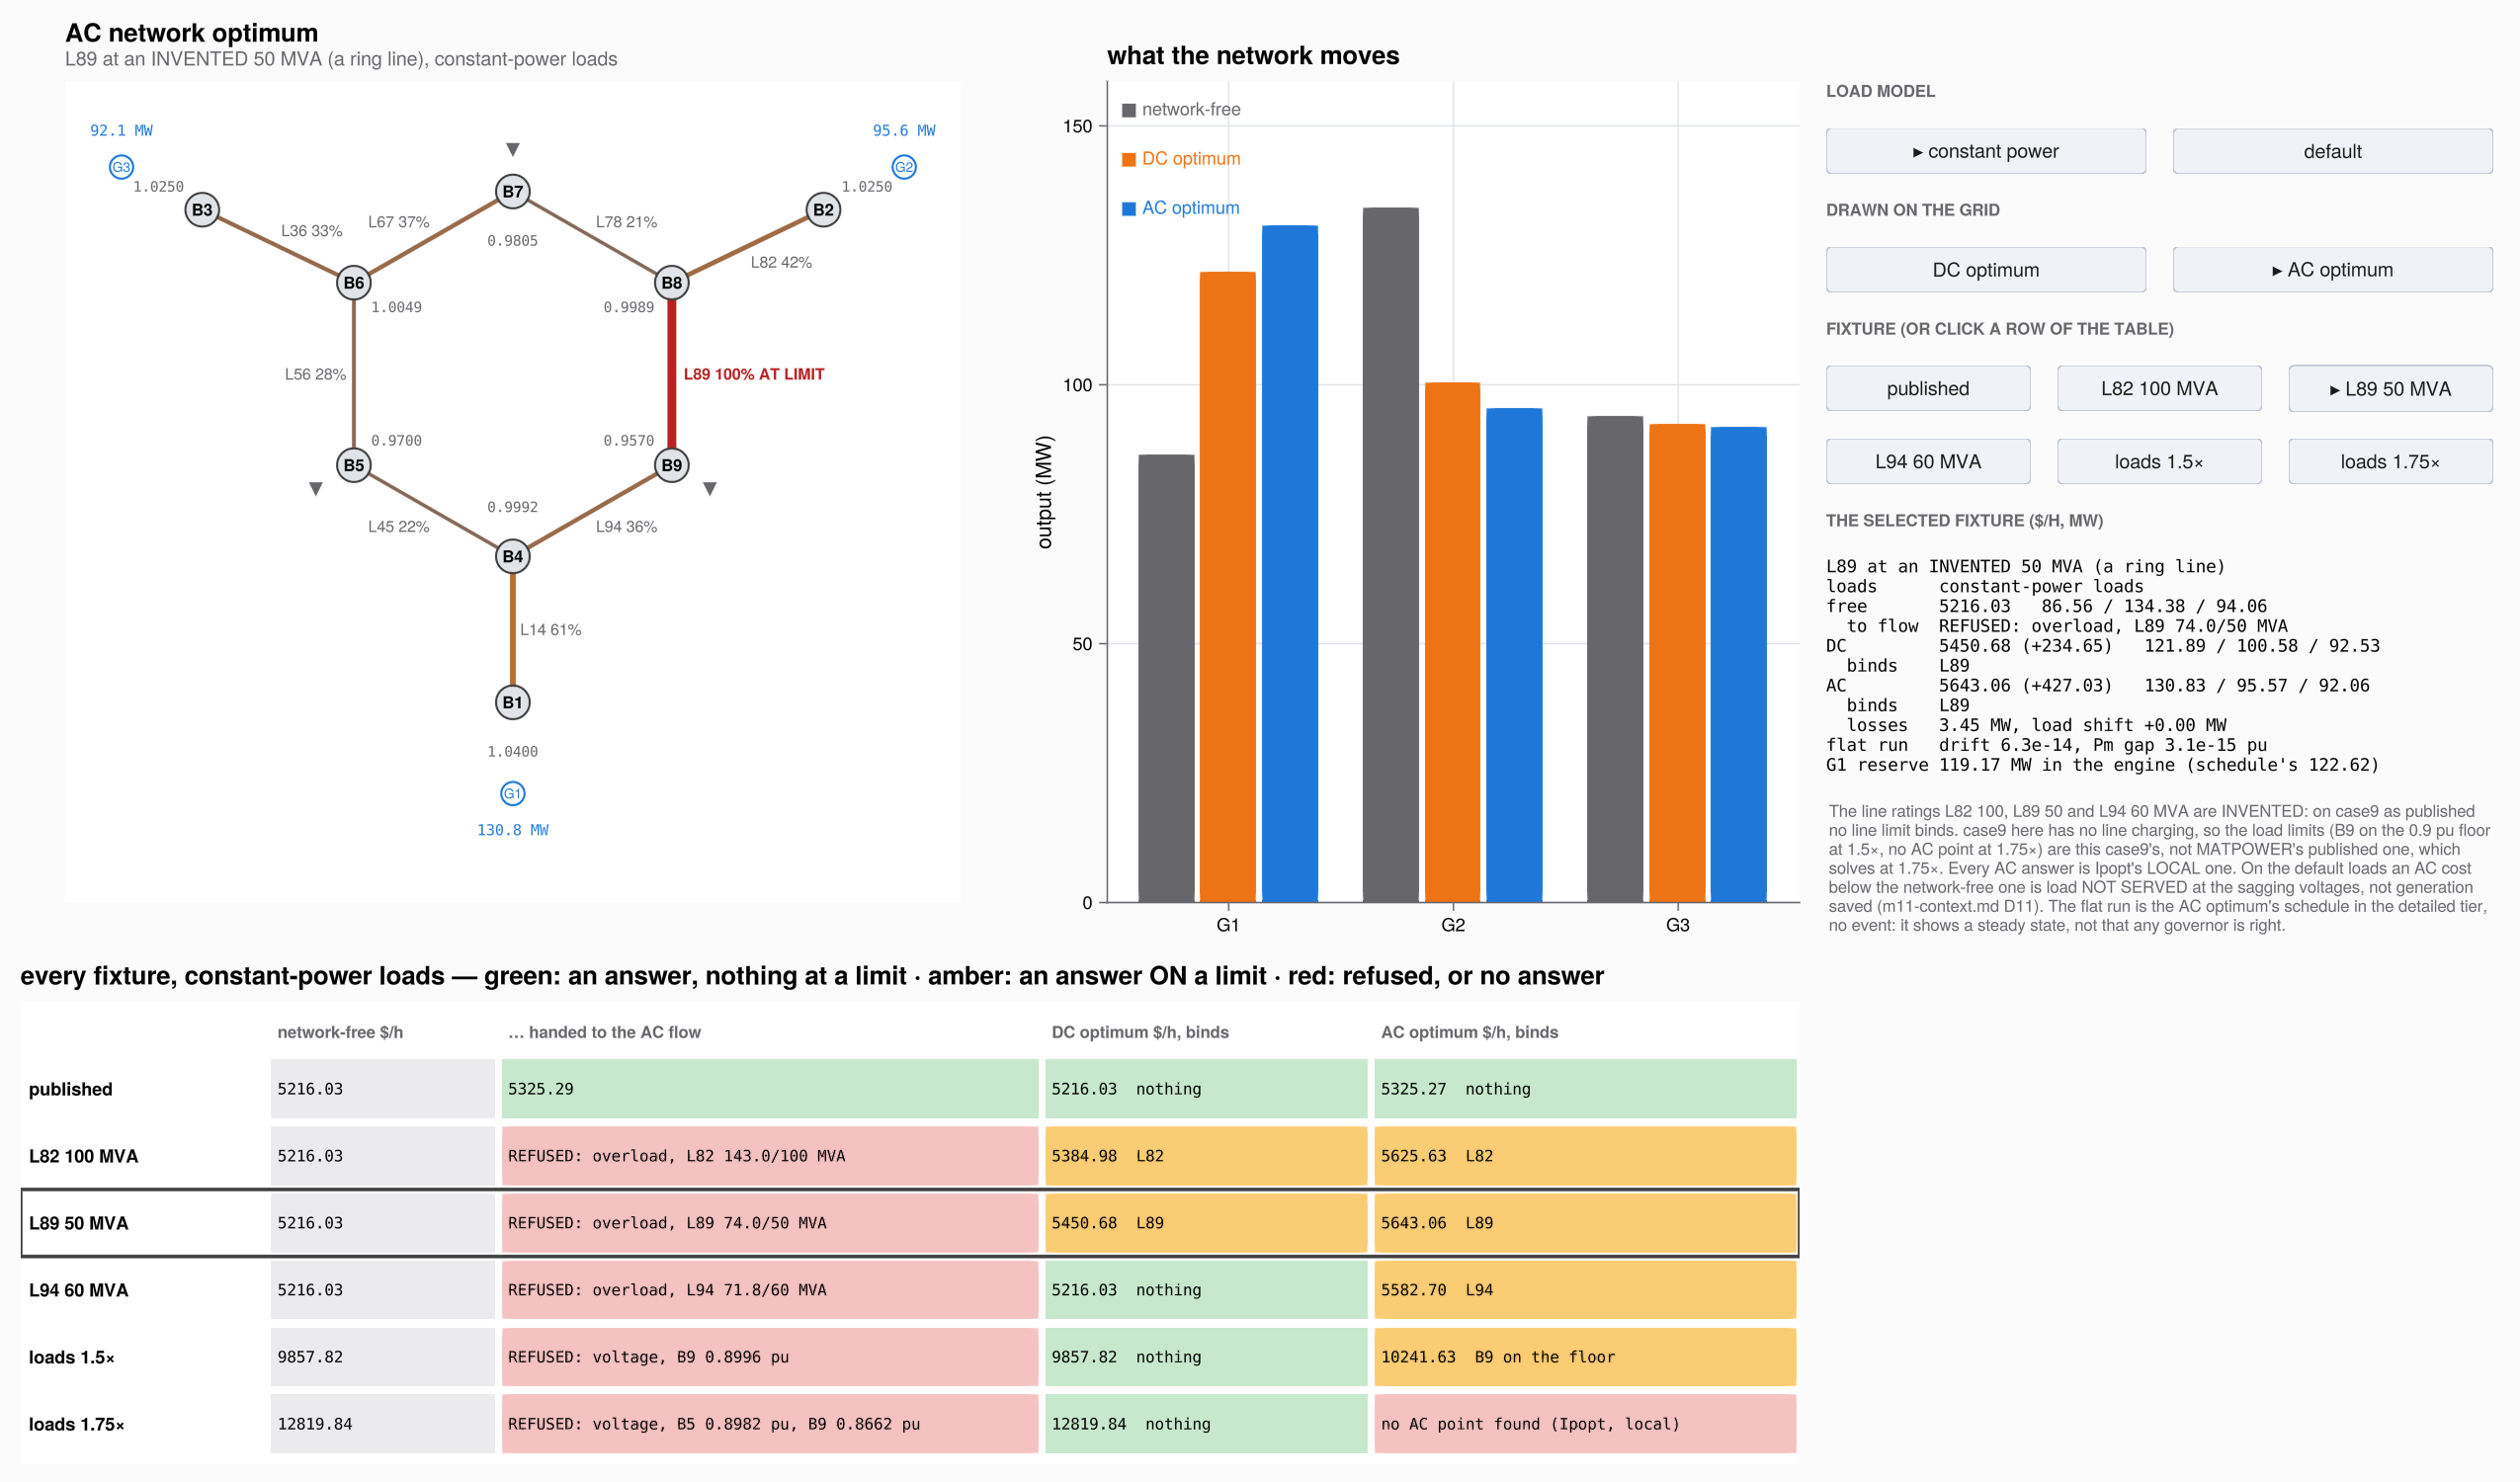 AC network optimum
L89 at an INVENTED 50 MVA (a ring line), constant-power loads
92.1 MW
95.6 MW
G3
G2
1.0250
1.0250
B3
B7
B2
L36 33%
L67 37%
L78 21%
0.9805
L82 42%
B6
B8
1.0049
0.9989
L56 28%
L89 100% AT LIMIT
0.9700
0.9570
B5
B9
0.9992
L45 22%
L94 36%
B4
L14 61%
B1
1.0400
G1
130.8 MW
what the network moves
network-free
DC optimum
AC optimum
150
100
50
0
output (MW)
G1
G2
G3
LOAD MODEL
▸ constant power
default
DRAWN ON THE GRID
DC optimum
▸ AC optimum
FIXTURE (OR CLICK A ROW OF THE TABLE)
published
L82 100 MVA
▸ L89 50 MVA
L94 60 MVA
loads 1.5×
loads 1.75×
THE SELECTED FIXTURE ($/H, MW)
L89 at an INVENTED 50 MVA (a ring line)
loads constant-power loads
free 5216.03 86.56 / 134.38 / 94.06
to flow REFUSED: overload, L89 74.0/50 MVA
DC 5450.68 (+234.65) 121.89 / 100.58 / 92.53
binds L89
AC 5643.06 (+427.03) 130.83 / 95.57 / 92.06
binds L89
losses 3.45 MW, load shift +0.00 MW
flat run drift 6.3e-14, Pm gap 3.1e-15 pu
G1 reserve 119.17 MW in the engine (schedule's 122.62)
The line ratings L82 100, L89 50 and L94 60 MVA are INVENTED: on case9 as published
no line limit binds. case9 here has no line charging, so the load limits (B9 on the 0.9 pu floor
at 1.5×, no AC point at 1.75×) are this case9's, not MATPOWER's published one, which
solves at 1.75×. Every AC answer is Ipopt's LOCAL one. On the default loads an AC cost
below the network-free one is load NOT SERVED at the sagging voltages, not generation
saved (m11-context.md D11). The flat run is the AC optimum's schedule in the detailed tier,
no event: it shows a steady state, not that any governor is right.
every fixture, constant-power loads — green: an answer, nothing at a limit · amber: an answer ON a limit · red: refused, or no answer
network-free $/h … handed to the AC flow DC optimum $/h, binds AC optimum $/h, binds
published 5216.03 5325.29 5216.03 nothing 5325.27 nothing
L82 100 MVA 5216.03 REFUSED: overload, L82 143.0/100 MVA 5384.98 L82 5625.63 L82
L89 50 MVA 5216.03 REFUSED: overload, L89 74.0/50 MVA 5450.68 L89 5643.06 L89
L94 60 MVA 5216.03 REFUSED: overload, L94 71.8/60 MVA 5216.03 nothing 5582.70 L94
loads 1.5× 9857.82 REFUSED: voltage, B9 0.8996 pu 9857.82 nothing 10241.63 B9 on the floor
loads 1.75× 12819.84 REFUSED: voltage, B5 0.8982 pu, B9 0.8662 pu 12819.84 nothing no AC point found (Ipopt, local)